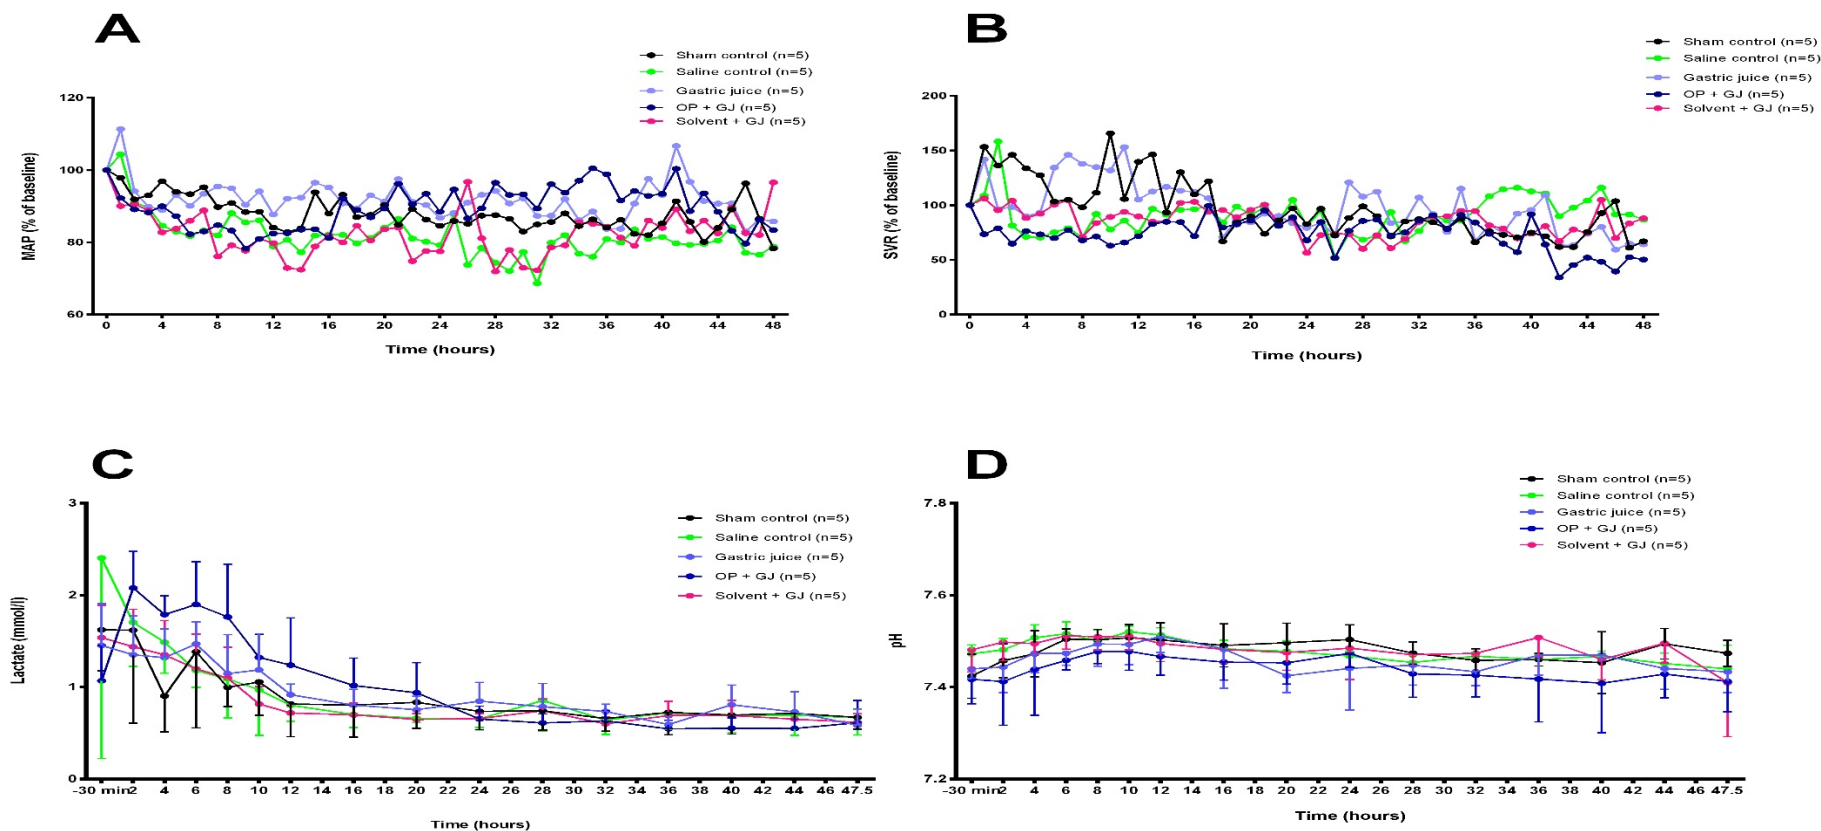 A
Sham control (n=5)
Saline control (n=5)
Gastric juice (n=5)
OP + GJ (n=5)
Solvent + GJ (n=5)
MAP (% of baseline)
120
100
80
60
0 4 8 12 16 20 24 28 32 36 40 44 48
Time (hours)
B
Sham control (n=5)
Saline control (n=5)
Gastric juice (n=5)
OP + GJ (n=5)
Solvent + GJ (n=5)
SVR (% of baseline)
200
150
100
50
0
0 4 8 12 16 20 24 28 32 36 40 44 48
Time (hours)
C
Sham control (n=5)
Saline control (n=5)
Gastric juice (n=5)
OP + GJ (n=5)
Solvent + GJ (n=5)
Lactate (mmol/l)
3
2
1
0
-30 min 2 4 6 8 10 12 14 16 18 20 22 24 26 28 30 32 34 36 38 40 42 44 46 47.5
Time (hours)
D
Sham control (n=5)
Saline control (n=5)
Gastric juice (n=5)
OP + GJ (n=5)
Solvent + GJ (n=5)
pH
7.8
7.6
7.4
7.2
-30 min 2 4 6 8 10 12 14 16 18 20 22 24 26 28 30 32 34 36 38 40 42 44 46 47.5
Time (hours)